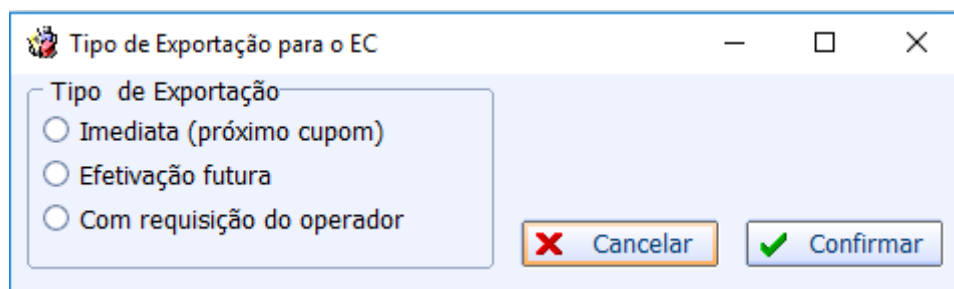 Tipo de Exportação para o EC
Tipo de Exportação
Imediata (próximo cupom)
Efetivação futura
Com requisição do operador
Cancelar
Confirmar